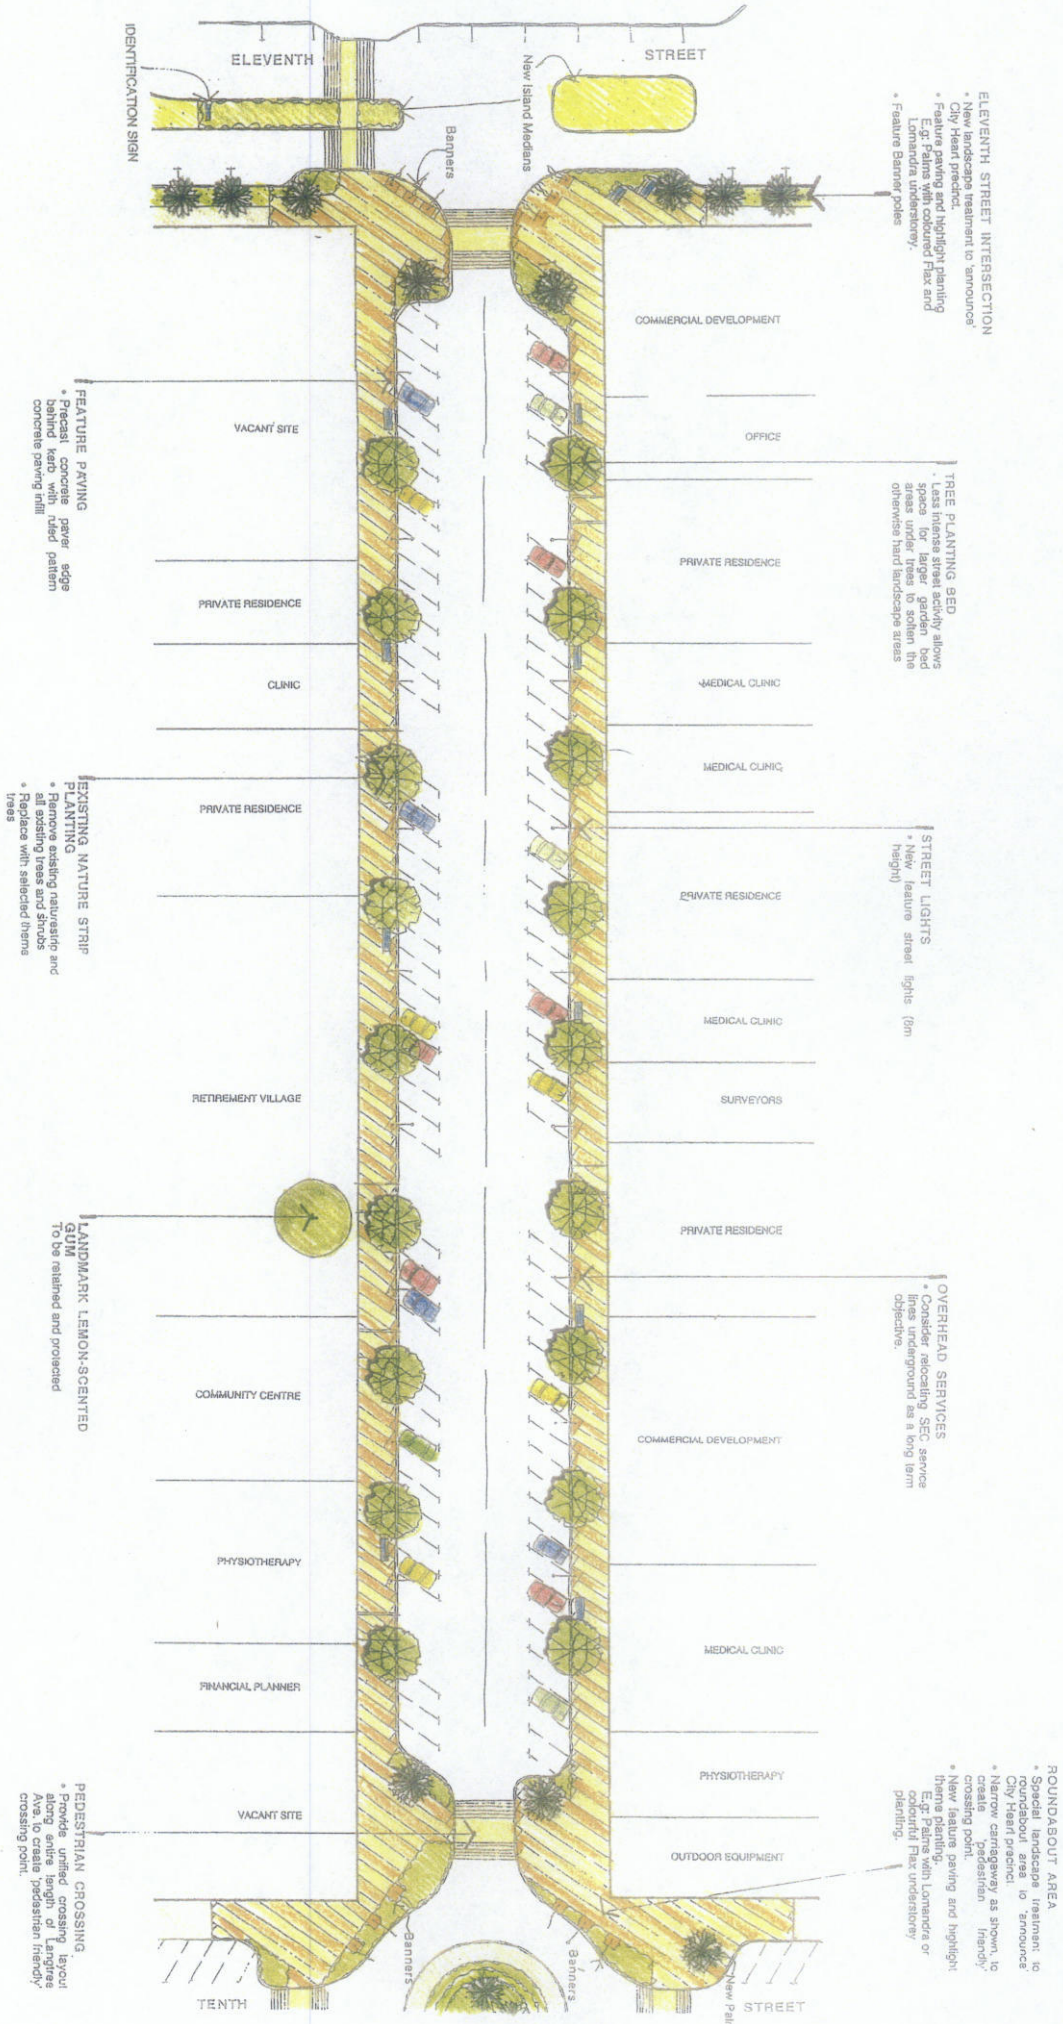 ELEVENTH
STREET
IDENTIFICATION SIGN
New Island Medians
Banners
ELEVENTH STREET INTERSECTION
* New landscape treatment to 'announce'
City Heart precinct.
* Feature paving and highlight planting
E.g: Palms with coloured Flax and
Lomandra understorey.
* Feature Banner poles
COMMERCIAL DEVELOPMENT
OFFICE
PRIVATE RESIDENCE
MEDICAL CLINIC
MEDICAL CLINIC
PRIVATE RESIDENCE
MEDICAL CLINIC
SURVEYORS
PRIVATE RESIDENCE
COMMERCIAL DEVELOPMENT
MEDICAL CLINIC
PHYSIOTHERAPY
OUTDOOR EQUIPMENT
TREE PLANTING BED
. Less intense street activity allows
space for larger garden bed
areas under trees to soften the
otherwise hard landscape areas
STREET LIGHTS
* New feature street lights (8m
height)
OVERHEAD SERVICES
* Consider relocating SEC service
lines underground as a long term
objective.
ROUNDABOUT AREA
* Special landscape treatment to
roundabout area to 'announce'
City Heart precinct
* Narrow carriageway as shown, to
create 'pedestrian friendly'
crossing point.
* New feature paving and highlight
theme planting.
E.g: Palms with Lomandra or
colourful Flax understorey
planting.
VACANT SITE
PRIVATE RESIDENCE
CLINIC
PRIVATE RESIDENCE
RETIREMENT VILLAGE
COMMUNITY CENTRE
PHYSIOTHERAPY
FINANCIAL PLANNER
VACANT SITE
FEATURE PAVING
* Precast concrete paver edge
behind kerb with ruled pattern
concrete paving infill
EXISTING NATURE STRIP
PLANTING
* Remove existing naturestrip and
all existing trees and shrubs
* Replace with selected theme
trees
LANDMARK LEMON-SCENTED
GUM
To be retained and protected
PEDESTRIAN CROSSING
* Provide unified crossing layout
along entire length of Langtree
Ave. to create 'pedestrian friendly'
crossing point.
Banners
Banners
New Pal
TENTH
STREET